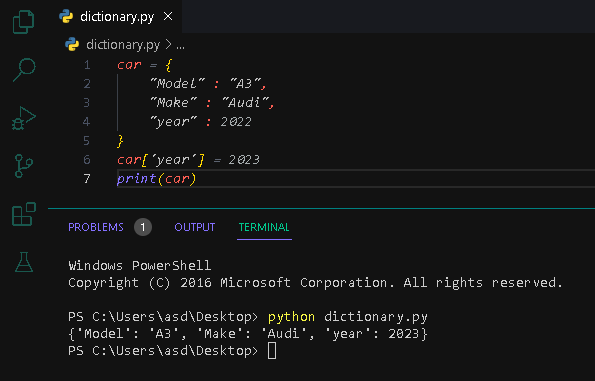 dictionary.py ×
dictionary.py > ...
1 car = {
2 "Model" : "A3",
3 "Make" : "Audi",
4 "year" : 2022
5 }
6 car['year'] = 2023
7 print(car)
PROBLEMS 1 OUTPUT TERMINAL
Windows PowerShell
Copyright (C) 2016 Microsoft Corporation. All rights reserved.
PS C:\Users\asd\Desktop> python dictionary.py
{'Model': 'A3', 'Make': 'Audi', 'year': 2023}
PS C:\Users\asd\Desktop>